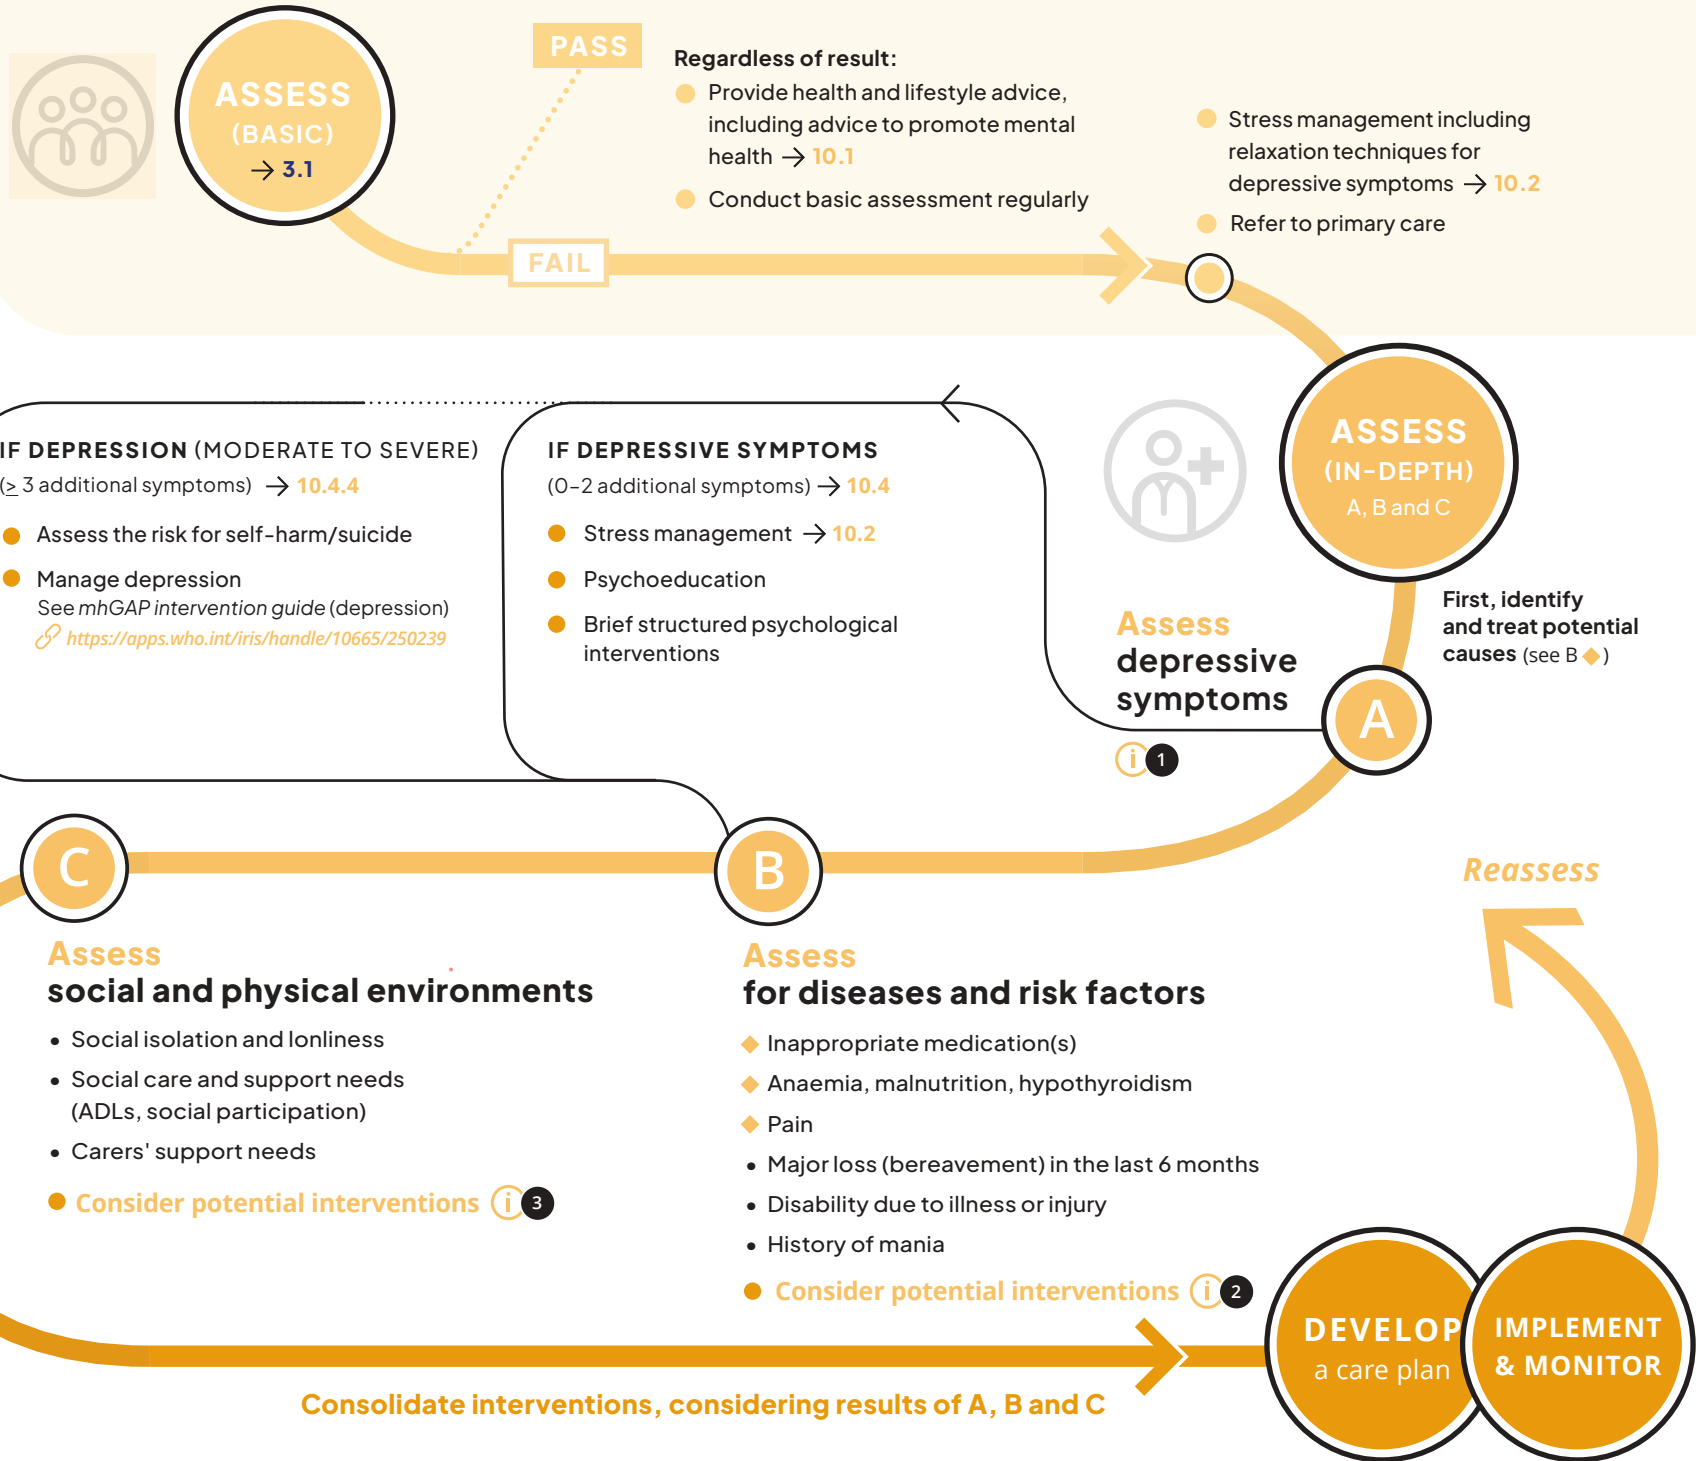 ASSESS
(BASIC)
→ 3.1
PASS
FAIL
Regardless of result:
Provide health and lifestyle advice,
including advice to promote mental
health → 10.1
Conduct basic assessment regularly
Stress management including
relaxation techniques for
depressive symptoms → 10.2
Refer to primary care
ASSESS
(IN-DEPTH)
A, B and C
First, identify
and treat potential
causes (see B ◆)
A
Assess
depressive
symptoms
i 1
IF DEPRESSIVE SYMPTOMS
(0–2 additional symptoms) → 10.4
Stress management → 10.2
Psychoeducation
Brief structured psychological
interventions
IF DEPRESSION (MODERATE TO SEVERE)
(≥ 3 additional symptoms) → 10.4.4
Assess the risk for self-harm/suicide
Manage depression
See mhGAP intervention guide (depression)
https://apps.who.int/iris/handle/10665/250239
B
Assess
for diseases and risk factors
◆ Inappropriate medication(s)
◆ Anaemia, malnutrition, hypothyroidism
◆ Pain
• Major loss (bereavement) in the last 6 months
• Disability due to illness or injury
• History of mania
Consider potential interventions i 2
C
Assess
social and physical environments
• Social isolation and lonliness
• Social care and support needs
(ADLs, social participation)
• Carers' support needs
Consider potential interventions i 3
Consolidate interventions, considering results of A, B and C
DEVELOP
a care plan
IMPLEMENT
& MONITOR
Reassess